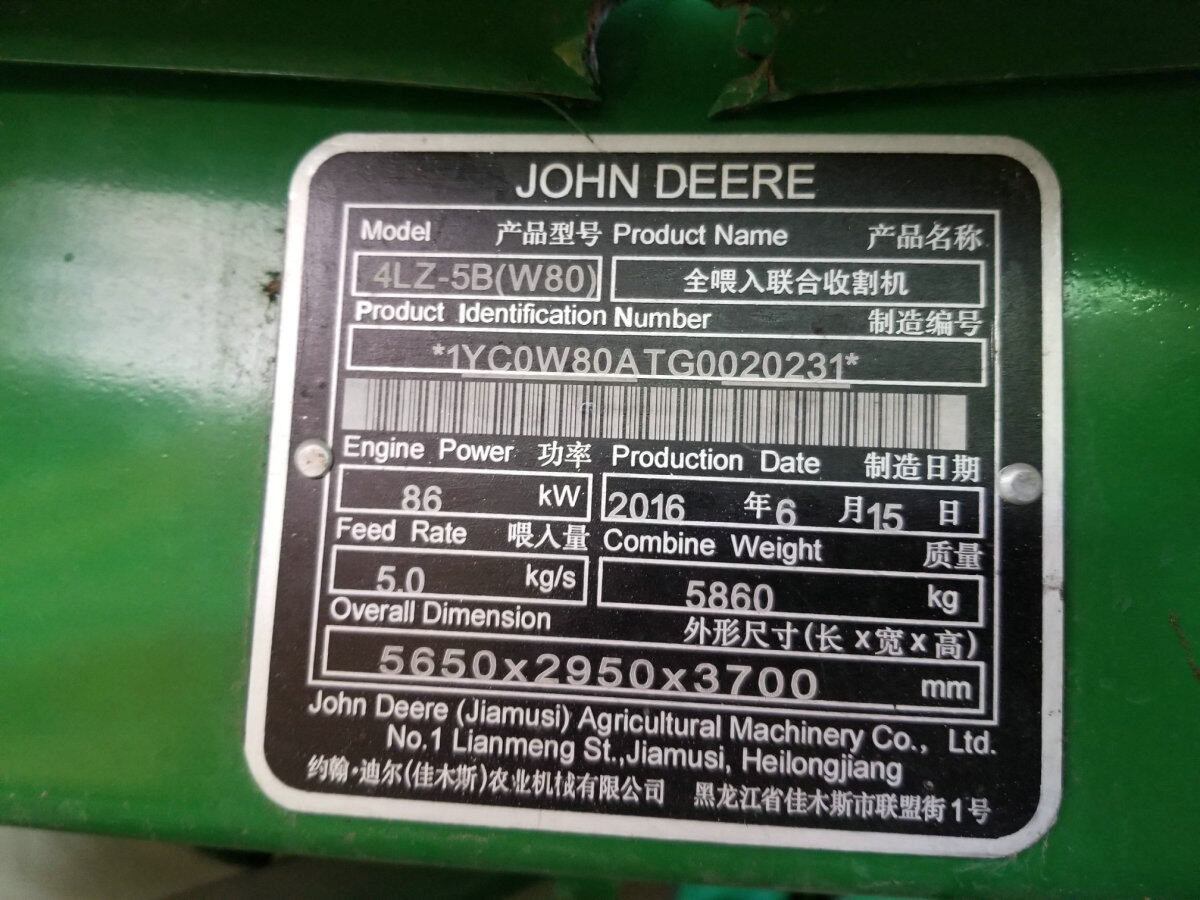 JOHN DEERE
Model 产品型号 Product Name 产品名称
4LZ-5B(W80) 全喂入联合收割机
Product Identification Number 制造编号
*1YC0W80ATG0020231*
Engine Power 功率 Production Date 制造日期
86 kW 2016 年 6 月 15 日
Feed Rate 喂入量 Combine Weight 质量
5.0 kg/s 5860 kg
Overall Dimension 外形尺寸(长x宽x高)
5650x2950x3700 mm
John Deere (Jiamusi) Agricultural Machinery Co., Ltd.
No.1 Lianmeng St.,Jiamusi, Heilongjiang
约翰·迪尔(佳木斯)农业机械有限公司 黑龙江省佳木斯市联盟街1号